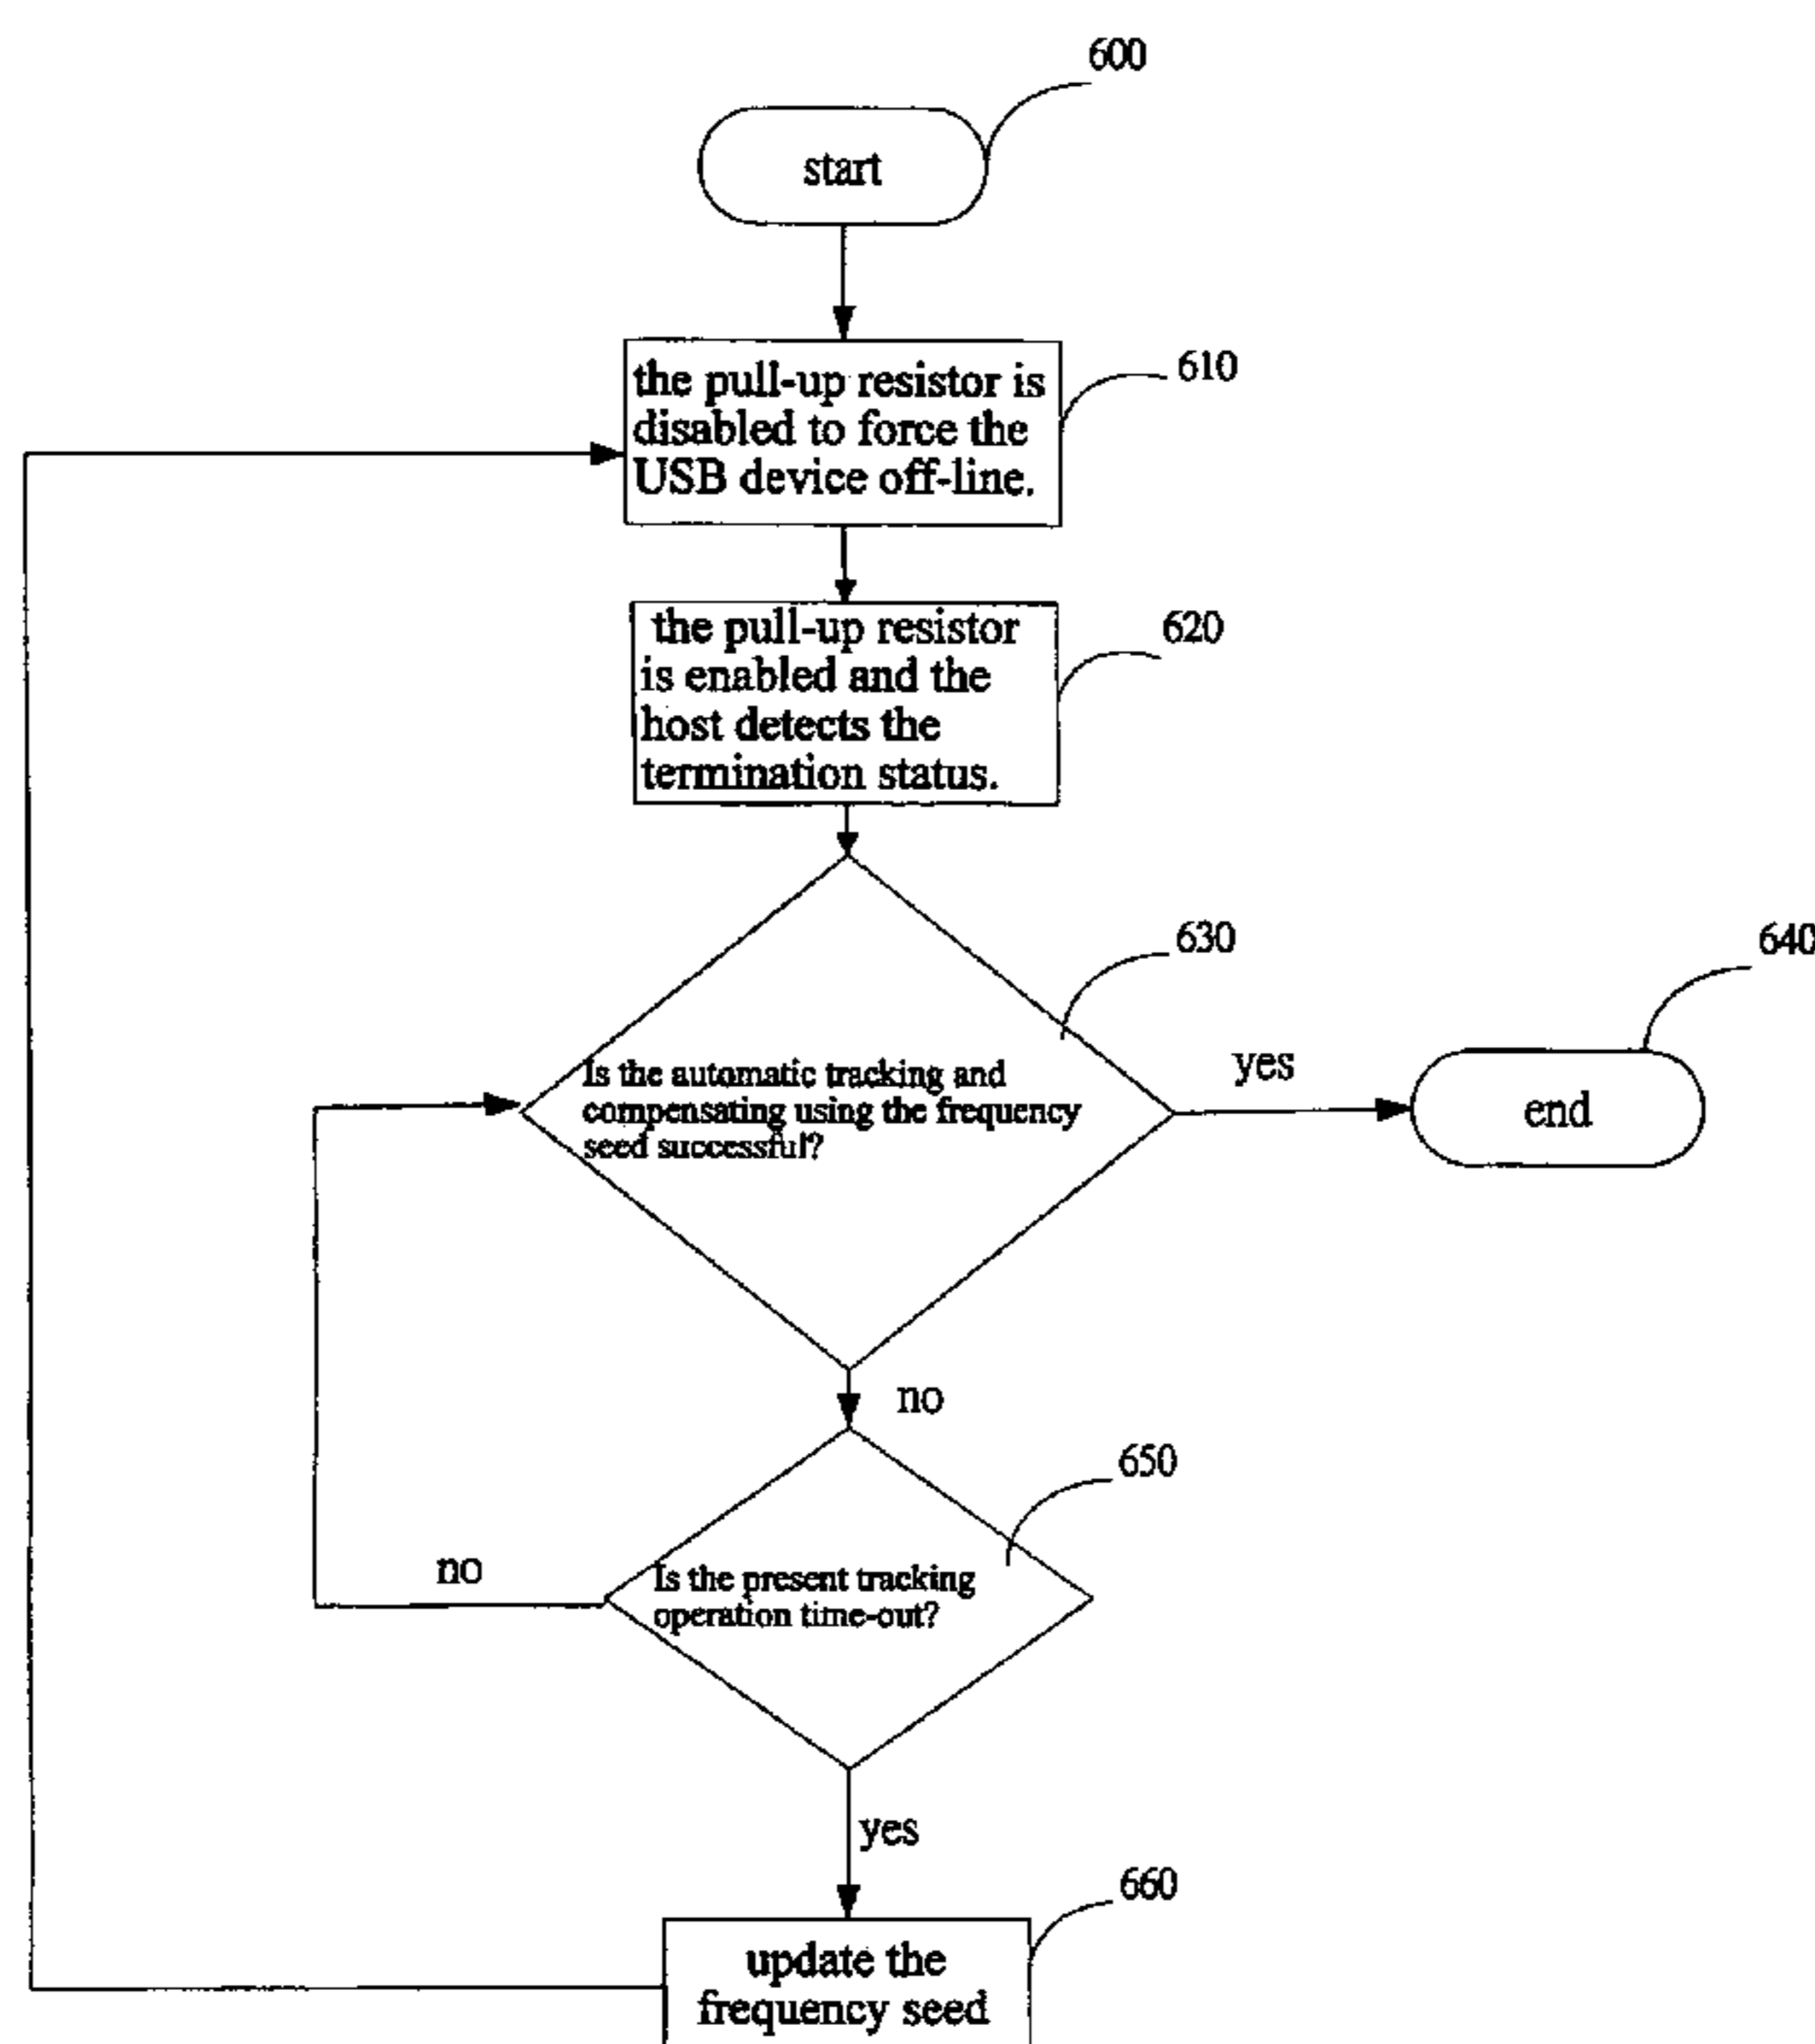 600
start
the pull-up resistor is
disabled to force the
USB device off-line.
610
the pull-up resistor
is enabled and the
host detects the
termination status.
620
630
Is the automatic tracking and
compensating using the frequency
seed successful?
yes
640
end
no
650
Is the present tracking
operation time-out?
no
yes
660
update the
frequency seed